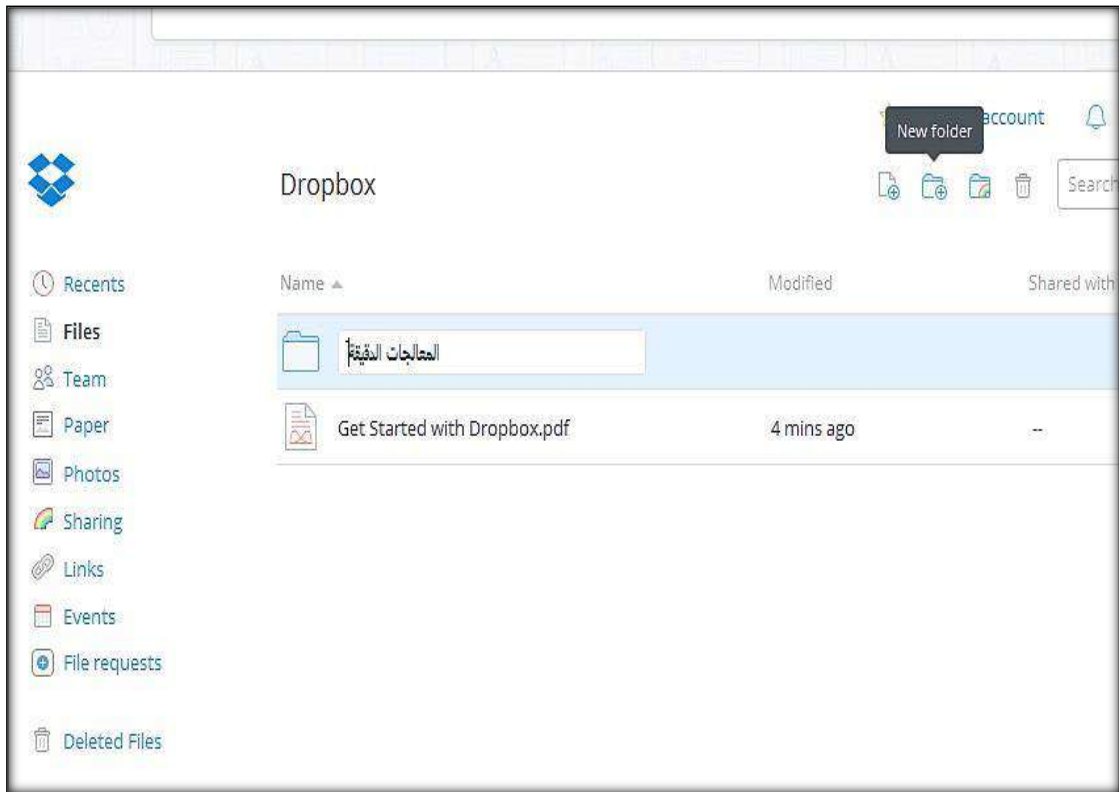 account
New folder
Dropbox
Search
Recents
Files
Team
Paper
Photos
Sharing
Links
Events
File requests
Deleted Files
Name
Modified
Shared with
المعالجات الدقيقة
Get Started with Dropbox.pdf
4 mins ago
--